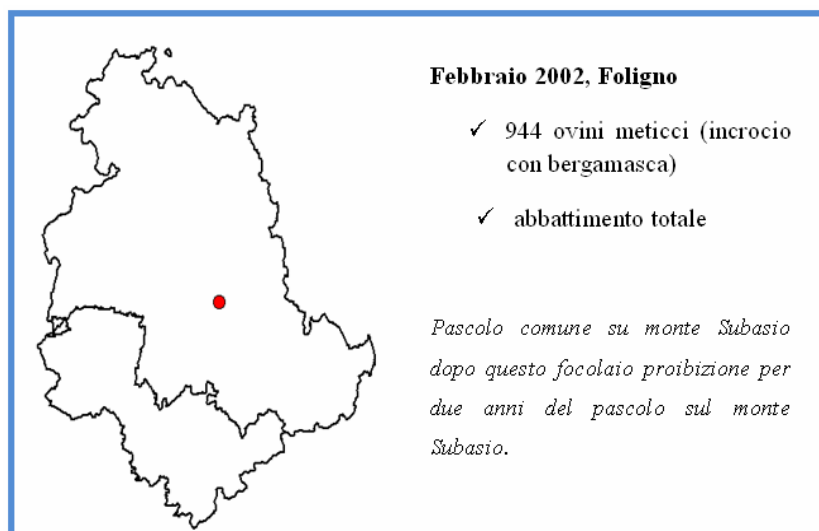 Febbraio 2002, Foligno
✓ 944 ovini meticci (incrocio
con bergamasca)
✓ abbattimento totale
Pascolo comune su monte Subasio
dopo questo focolaio proibizione per
due anni del pascolo sul monte
Subasio.